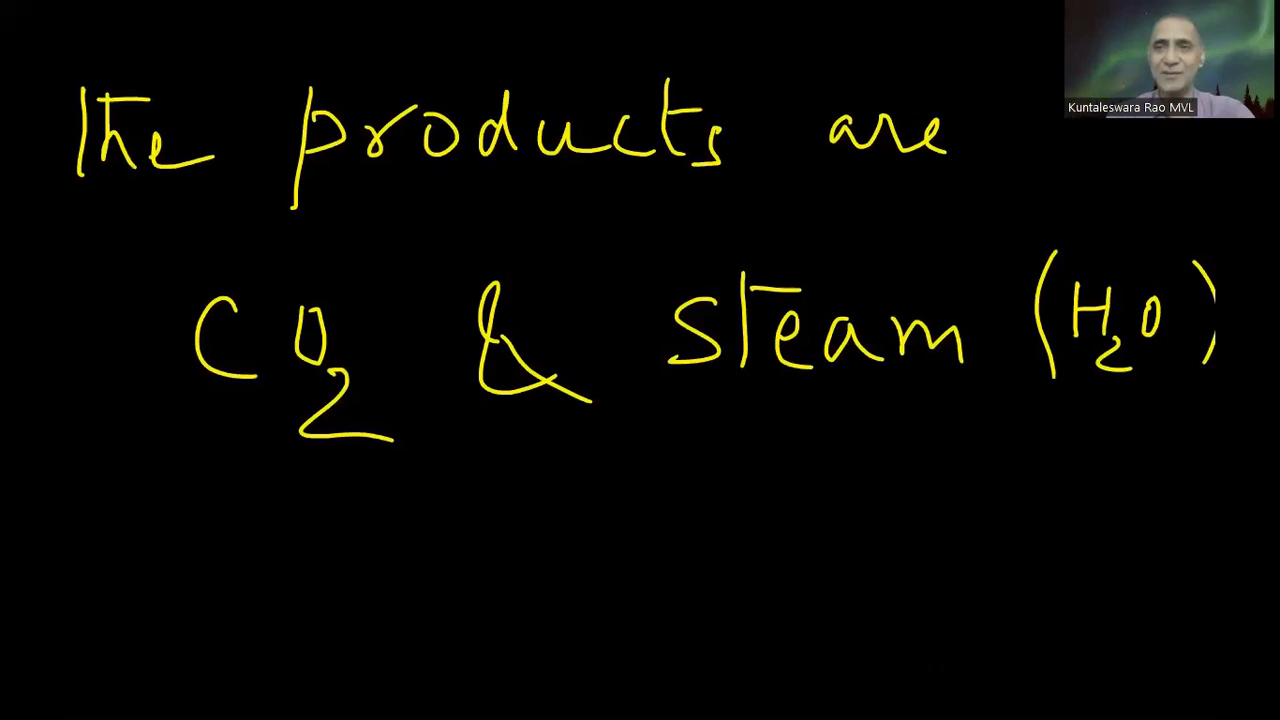 Kuntaleswara Rao MVL
The products are
CO₂ & steam (H₂O)